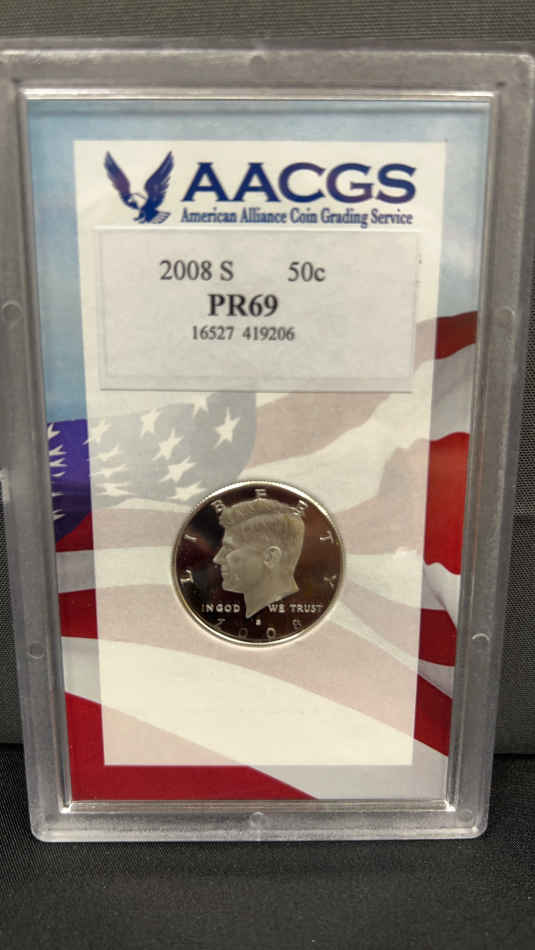 AACGS
American Alliance Coin Grading Service
2008 S 50c
PR69
16527 419206
LIBERTY
IN GOD WE TRUST
S
2008